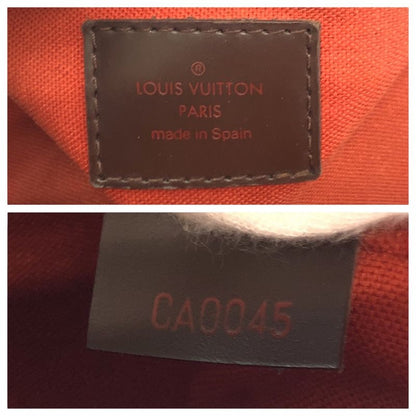 ®
LOUIS VUITTON
PARIS
made in Spain
CA0045